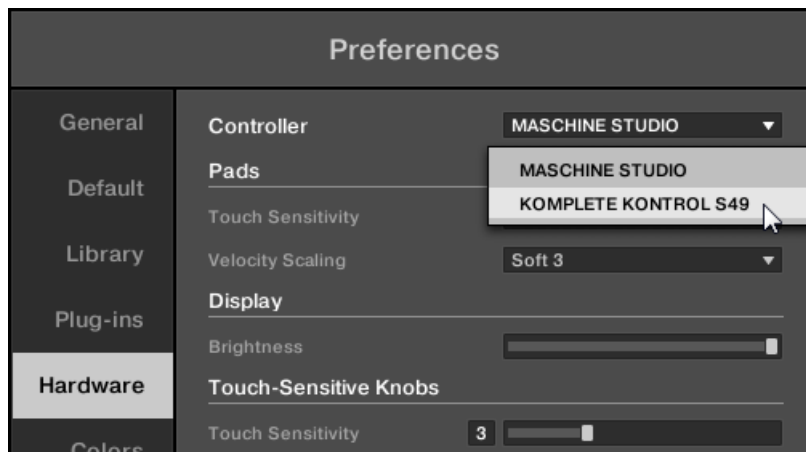 Preferences
General
Default
Library
Plug-ins
Hardware
Colors
Controller MASCHINE STUDIO
MASCHINE STUDIO
KOMPLETE KONTROL S49
Pads
Touch Sensitivity
Velocity Scaling Soft 3
Display
Brightness
Touch-Sensitive Knobs
Touch Sensitivity 3